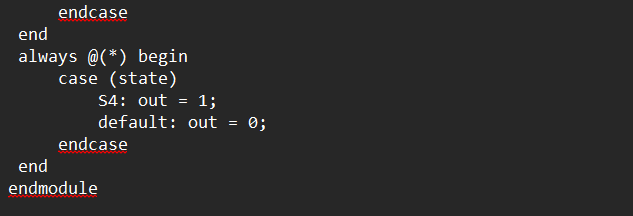 endcase
end
always @(*) begin
case (state)
S4: out = 1;
default: out = 0;
endcase
end
endmodule